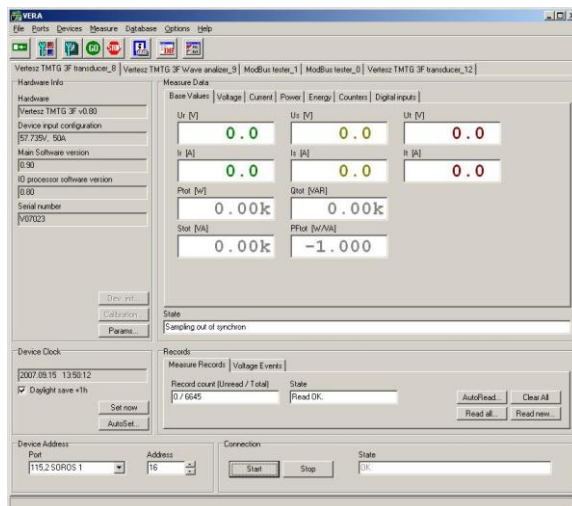 VERA
File Ports Devices Measure Database Options Help
GO STOP
Vertesz TMTG 3F transducer_8 Vertesz TMTG 3F Wave analizer_9 ModBus tester_1 ModBus tester_0 Vertesz TMTG 3F transducer_12
Hardware Info
Hardware
Vertesz TMTG 3F v0.80
Device input configuration
57.735V, 50A
Main Software version
0.90
IO processor software version
0.80
Serial number
V07023
Dev. init...
Calibration...
Params...
Measure Data
Base Values Voltage Current Power Energy Counters Digital inputs
Ur [V] Us [V] Ut [V]
0.0 0.0 0.0
Ir [A] Is [A] It [A]
0.0 0.0 0.0
Ptot [W] Qtot [VAR]
0.00k 0.00k
Stot [VA] PFtot [W/VA]
0.00k -1.000
State
Sampling out of synchron
Device Clock
2007.09.15 13:50:12
Daylight save +1h
Set now
AutoSet...
Records
Measure Records Voltage Events
Record count (Unread / Total) State
0 / 6645 Read OK.
AutoRead... Clear All
Read all... Read new...
Device Address
Port Address
115,2 SOROS 1 16
Connection
Start Stop
State
OK